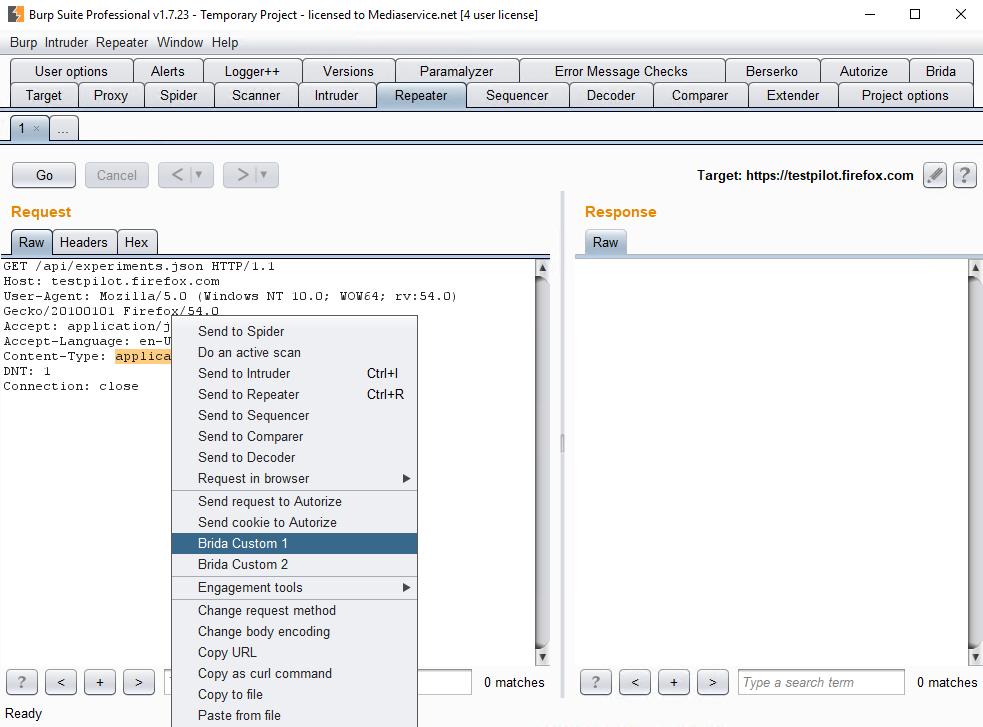 Burp Suite Professional v1.7.23 - Temporary Project - licensed to Mediaservice.net [4 user license]
Burp Intruder Repeater Window Help
User options Alerts Logger++ Versions Paramalyzer Error Message Checks Berserko Autorize Brida
Target Proxy Spider Scanner Intruder Repeater Sequencer Decoder Comparer Extender Project options
1 × ...
Go Cancel < ▼ > ▼ Target: https://testpilot.firefox.com ?
Request
Raw Headers Hex
GET /api/experiments.json HTTP/1.1
Host: testpilot.firefox.com
User-Agent: Mozilla/5.0 (Windows NT 10.0; WOW64; rv:54.0)
Gecko/20100101 Firefox/54.0
Accept: application/j
Accept-Language: en-U
Content-Type: applica
DNT: 1
Connection: close
Send to Spider
Do an active scan
Send to Intruder Ctrl+I
Send to Repeater Ctrl+R
Send to Sequencer
Send to Comparer
Send to Decoder
Request in browser
Send request to Autorize
Send cookie to Autorize
Brida Custom 1
Brida Custom 2
Engagement tools
Change request method
Change body encoding
Copy URL
Copy as curl command
Copy to file
Paste from file
? < + > 0 matches
Response
Raw
? < + > Type a search term 0 matches
Ready